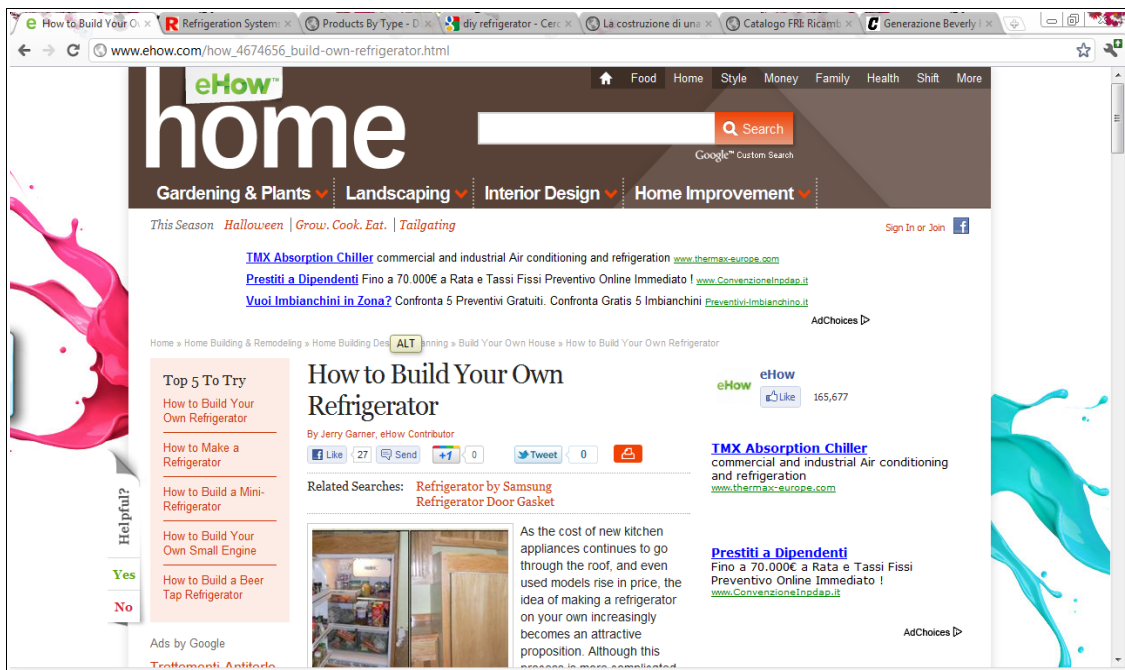 How to Build Your O
Refrigeration Systems
Products By Type - D
diy refrigerator - Cerc
La costruzione di una
Catalogo FRI: Ricamb
Generazione Beverly
www.ehow.com/how_4674656_build-own-refrigerator.html
eHow™
home
Food Home Style Money Family Health Shift More
Search
Google™ Custom Search
Gardening & Plants Landscaping Interior Design Home Improvement
This Season Halloween | Grow. Cook. Eat. | Tailgating
Sign In or Join
TMX Absorption Chiller commercial and industrial Air conditioning and refrigeration www.thermax-europe.com
Prestiti a Dipendenti Fino a 70.000€ a Rata e Tassi Fissi Preventivo Online Immediato ! www.ConvenzioneInpdap.it
Vuoi Imbianchini in Zona? Confronta 5 Preventivi Gratuiti. Confronta Gratis 5 Imbianchini Preventivi-Imbianchino.it
AdChoices
Home » Home Building & Remodeling » Home Building Des ALT anning » Build Your Own House » How to Build Your Own Refrigerator
Top 5 To Try
How to Build Your
Own Refrigerator
How to Make a
Refrigerator
How to Build a Mini-
Refrigerator
How to Build Your
Own Small Engine
How to Build a Beer
Tap Refrigerator
Ads by Google
Trattamenti Antitarlo
Helpful?
Yes
No
How to Build Your Own
Refrigerator
By Jerry Garner, eHow Contributor
Like 27 Send +1 0 Tweet 0
Related Searches: Refrigerator by Samsung
Refrigerator Door Gasket
As the cost of new kitchen
appliances continues to go
through the roof, and even
used models rise in price, the
idea of making a refrigerator
on your own increasingly
becomes an attractive
proposition. Although this
process is more complicated
eHow
eHow
Like 165,677
TMX Absorption Chiller
commercial and industrial Air conditioning
and refrigeration
www.thermax-europe.com
Prestiti a Dipendenti
Fino a 70.000€ a Rata e Tassi Fissi
Preventivo Online Immediato !
www.ConvenzioneInpdap.it
AdChoices